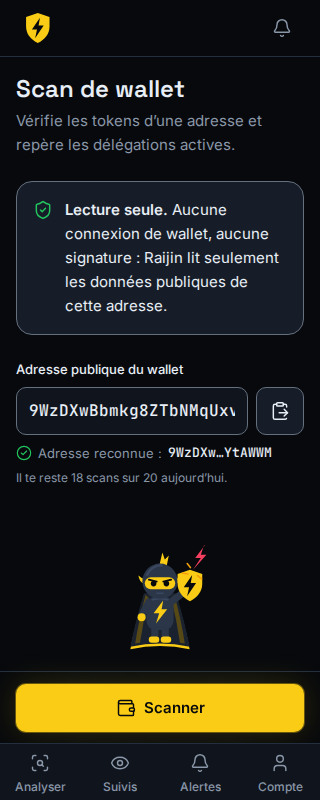 Scan de wallet
Vérifie les tokens d’une adresse et
repère les délégations actives.
Lecture seule. Aucune
connexion de wallet, aucune
signature : Raijin lit seulement
les données publiques de
cette adresse.
Adresse publique du wallet
9WzDXwBbmkg8ZTbNMqUxv
Adresse reconnue : 9WzDXw…YtAWWM
Il te reste 18 scans sur 20 aujourd’hui.
Scanner
Analyser
Suivis
Alertes
Compte